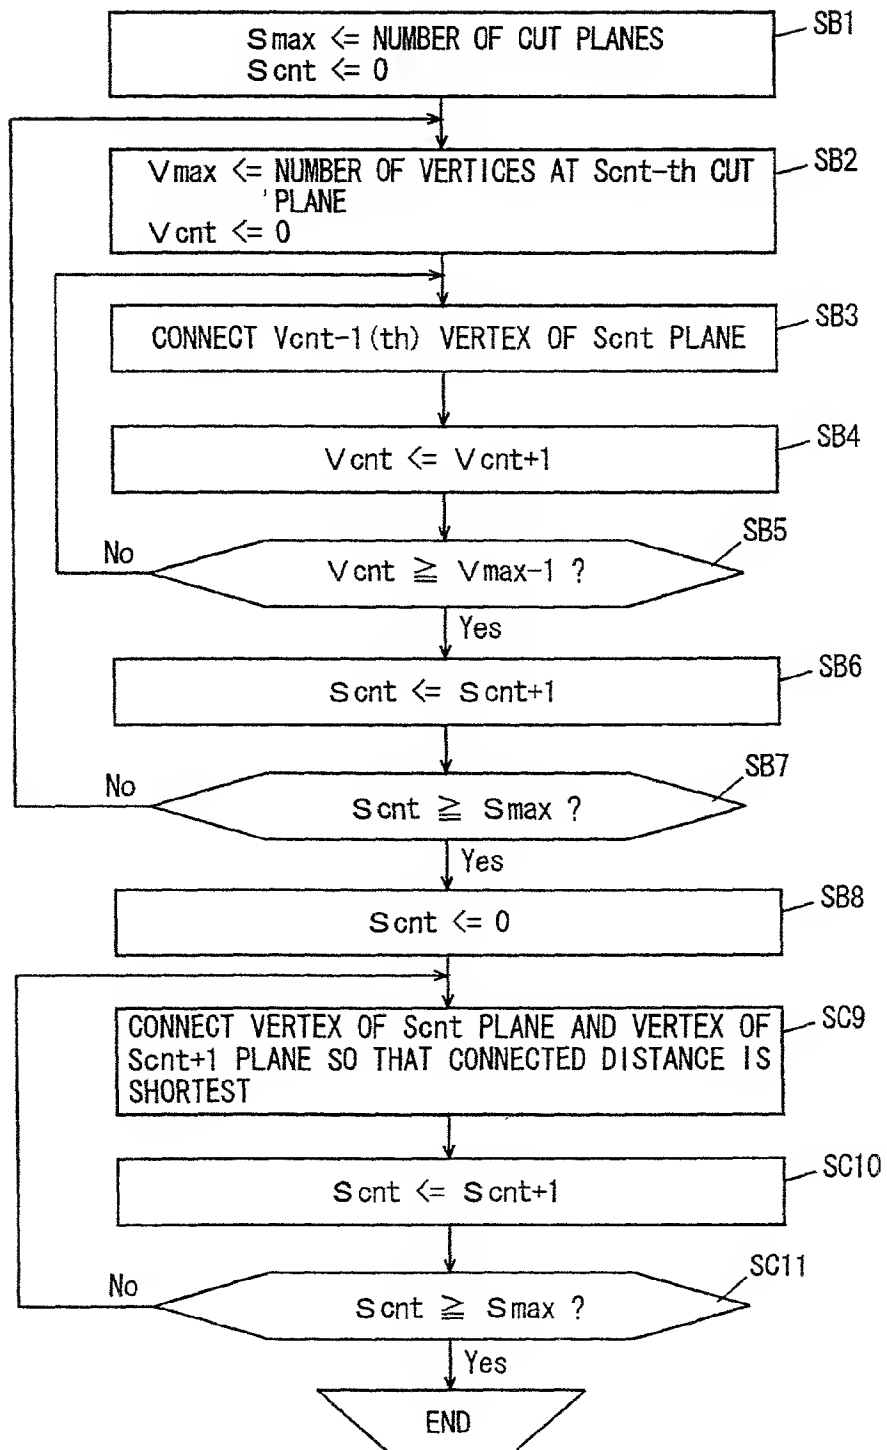 Smax <= NUMBER OF CUT PLANES
Scnt <= 0
SB1
Vmax <= NUMBER OF VERTICES AT Scnt-th CUT
PLANE
Vcnt <= 0
SB2
CONNECT Vcnt-1(th) VERTEX OF Scnt PLANE
SB3
Vcnt <= Vcnt+1
SB4
Vcnt ≧ Vmax-1 ?
SB5
No
Yes
Scnt <= Scnt+1
SB6
Scnt ≧ Smax ?
SB7
No
Yes
Scnt <= 0
SB8
CONNECT VERTEX OF Scnt PLANE AND VERTEX OF
Scnt+1 PLANE SO THAT CONNECTED DISTANCE IS
SHORTEST
SC9
Scnt <= Scnt+1
SC10
Scnt ≧ Smax ?
SC11
No
Yes
END